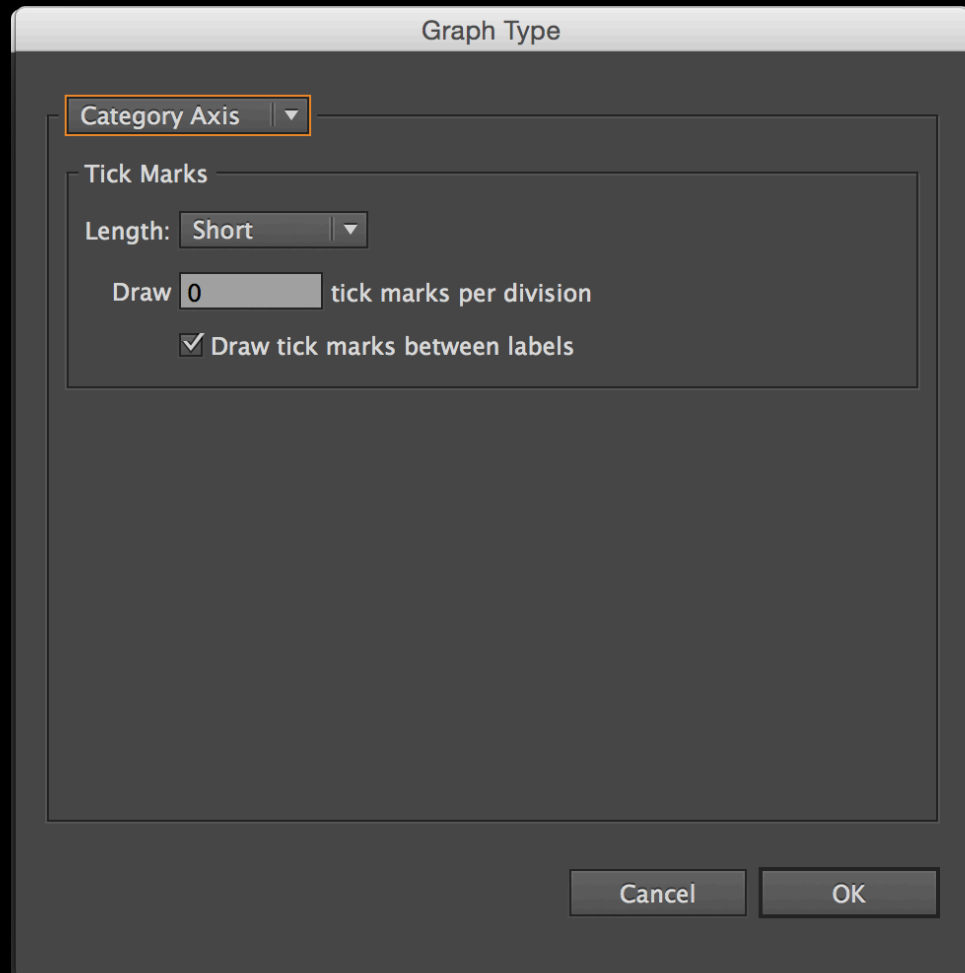 Graph Type
Category Axis
Tick Marks
Length: Short
Draw 0 tick marks per division
Draw tick marks between labels
Cancel OK